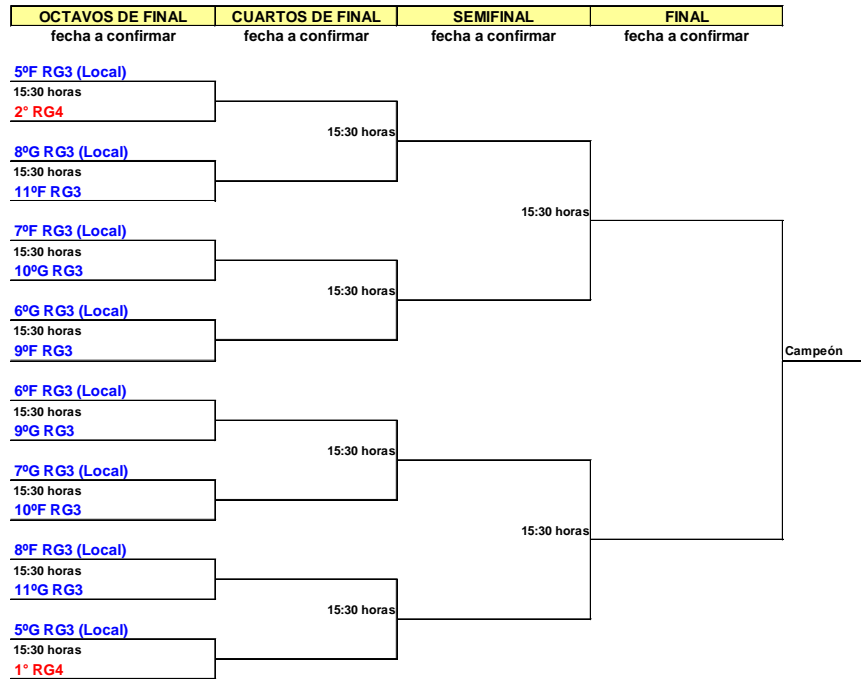 OCTAVOS DE FINAL CUARTOS DE FINAL SEMIFINAL FINAL
fecha a confirmar fecha a confirmar fecha a confirmar fecha a confirmar
5ºF RG3 (Local)
15:30 horas
2° RG4
15:30 horas
8ºG RG3 (Local)
15:30 horas
11ºF RG3
15:30 horas
7ºF RG3 (Local)
15:30 horas
10ºG RG3
15:30 horas
6ºG RG3 (Local)
15:30 horas
9ºF RG3
Campeón
6ºF RG3 (Local)
15:30 horas
9ºG RG3
15:30 horas
7ºG RG3 (Local)
15:30 horas
10ºF RG3
15:30 horas
8ºF RG3 (Local)
15:30 horas
11ºG RG3
15:30 horas
5ºG RG3 (Local)
15:30 horas
1° RG4